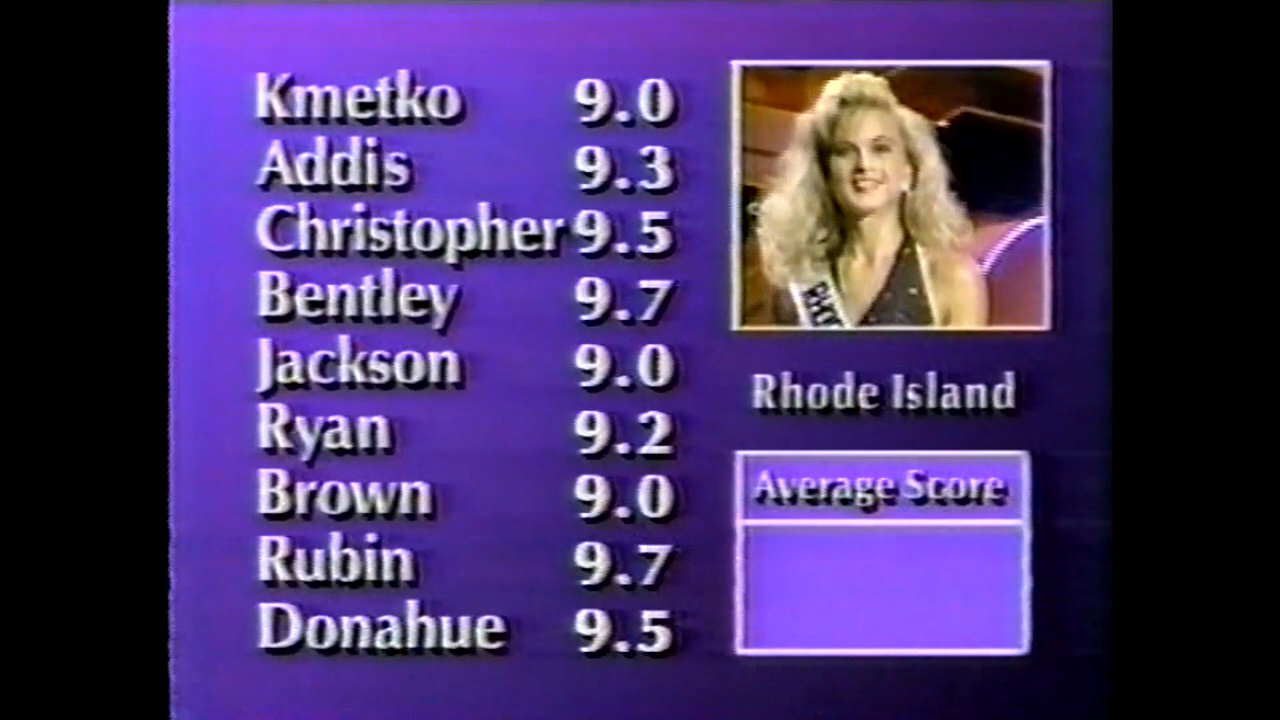 Kmetko 9.0
Addis 9.3
Christopher 9.5
Bentley 9.7
Jackson 9.0
Ryan 9.2
Brown 9.0
Rubin 9.7
Donahue 9.5
RHO
Rhode Island
Average Score